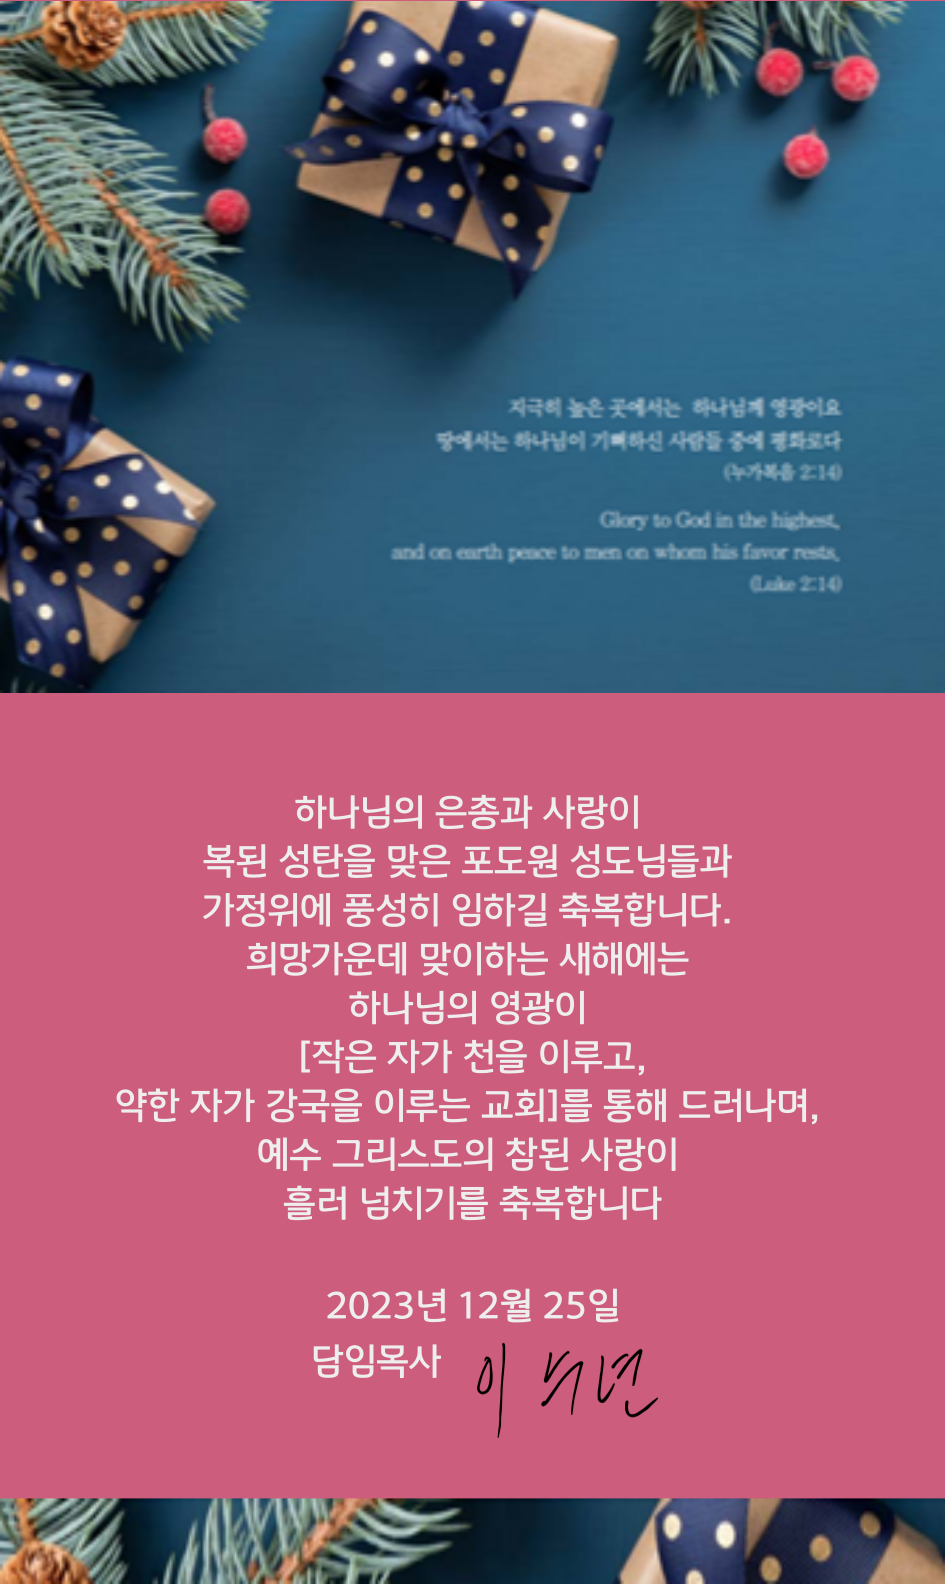 지극히 높은 곳에서는 하나님께 영광이요
땅에서는 하나님이 기뻐하신 사람들 중에 평화로다
(누가복음 2:14)
Glory to God in the highest,
and on earth peace to men on whom his favor rests,
(Luke 2:14)
하나님의 은총과 사랑이
복된 성탄을 맞은 포도원 성도님들과
가정위에 풍성히 임하길 축복합니다.
희망가운데 맞이하는 새해에는
하나님의 영광이
[작은 자가 천을 이루고,
약한 자가 강국을 이루는 교회]를 통해 드러나며,
예수 그리스도의 참된 사랑이
흘러 넘치기를 축복합니다
2023년 12월 25일
담임목사 이